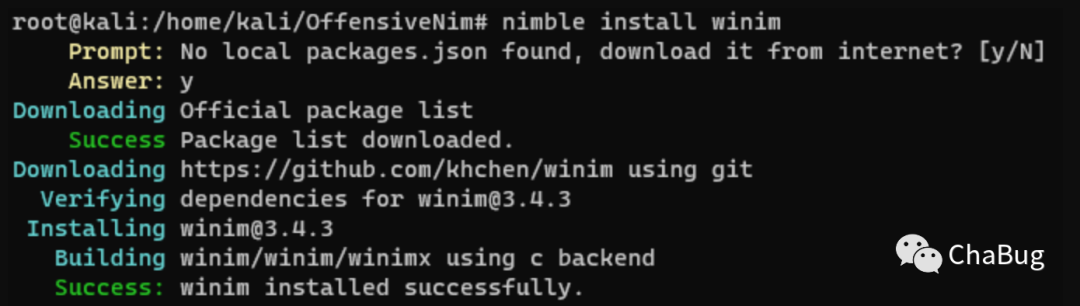 root@kali:/home/kali/OffensiveNim# nimble install winim
Prompt: No local packages.json found, download it from internet? [y/N]
Answer: y
Downloading Official package list
Success Package list downloaded.
Downloading https://github.com/khchen/winim using git
Verifying dependencies for winim@3.4.3
Installing winim@3.4.3
Building winim/winim/winimx using c backend
Success: winim installed successfully.
ChaBug